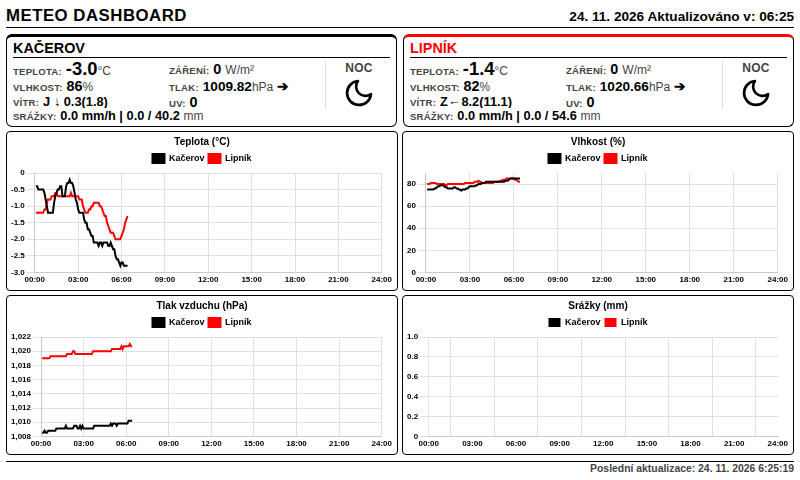 METEO DASHBOARD
24. 11. 2026 Aktualizováno v: 06:25
KAČEROV
TEPLOTA: -3.0°C
ZÁŘENÍ: 0 W/m²
NOC
VLHKOST: 86%
TLAK: 1009.82hPa ➔
VÍTR: J ↓ 0.3(1.8)
UV: 0
SRÁŽKY: 0.0 mm/h | 0.0 / 40.2 mm
LIPNÍK
TEPLOTA: -1.4°C
ZÁŘENÍ: 0 W/m²
NOC
VLHKOST: 82%
TLAK: 1020.66hPa ➔
VÍTR: Z ← 8.2(11.1)
UV: 0
SRÁŽKY: 0.0 mm/h | 0.0 / 54.6 mm
Teplota (°C)
Kačerov Lipník
0
-0.5
-1.0
-1.5
-2.0
-2.5
-3.0
00:00 03:00 06:00 09:00 12:00 15:00 18:00 21:00 24:00
Vlhkost (%)
Kačerov Lipník
80
60
40
20
0
00:00 03:00 06:00 09:00 12:00 15:00 18:00 21:00 24:00
Tlak vzduchu (hPa)
Kačerov Lipník
1,022
1,020
1,018
1,016
1,014
1,012
1,010
1,008
00:00 03:00 06:00 09:00 12:00 15:00 18:00 21:00 24:00
Srážky (mm)
Kačerov Lipník
1.0
0.8
0.6
0.4
0.2
0
00:00 03:00 06:00 09:00 12:00 15:00 18:00 21:00 24:00
Poslední aktualizace: 24. 11. 2026 6:25:19